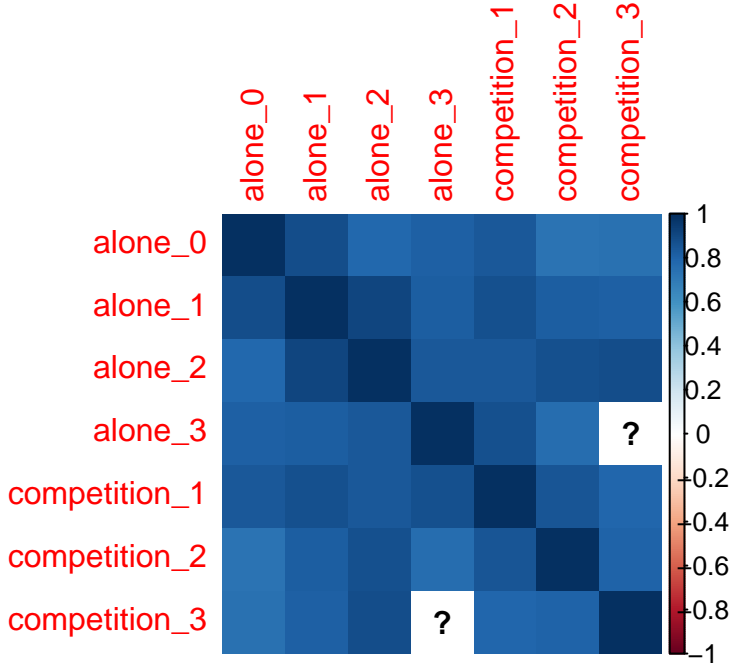 alone_0
alone_1
alone_2
alone_3
competition_1
competition_2
competition_3
alone_0
alone_1
alone_2
alone_3
competition_1
competition_2
competition_3
?
?
1
0.8
0.6
0.4
0.2
0
−0.2
−0.4
−0.6
−0.8
−1